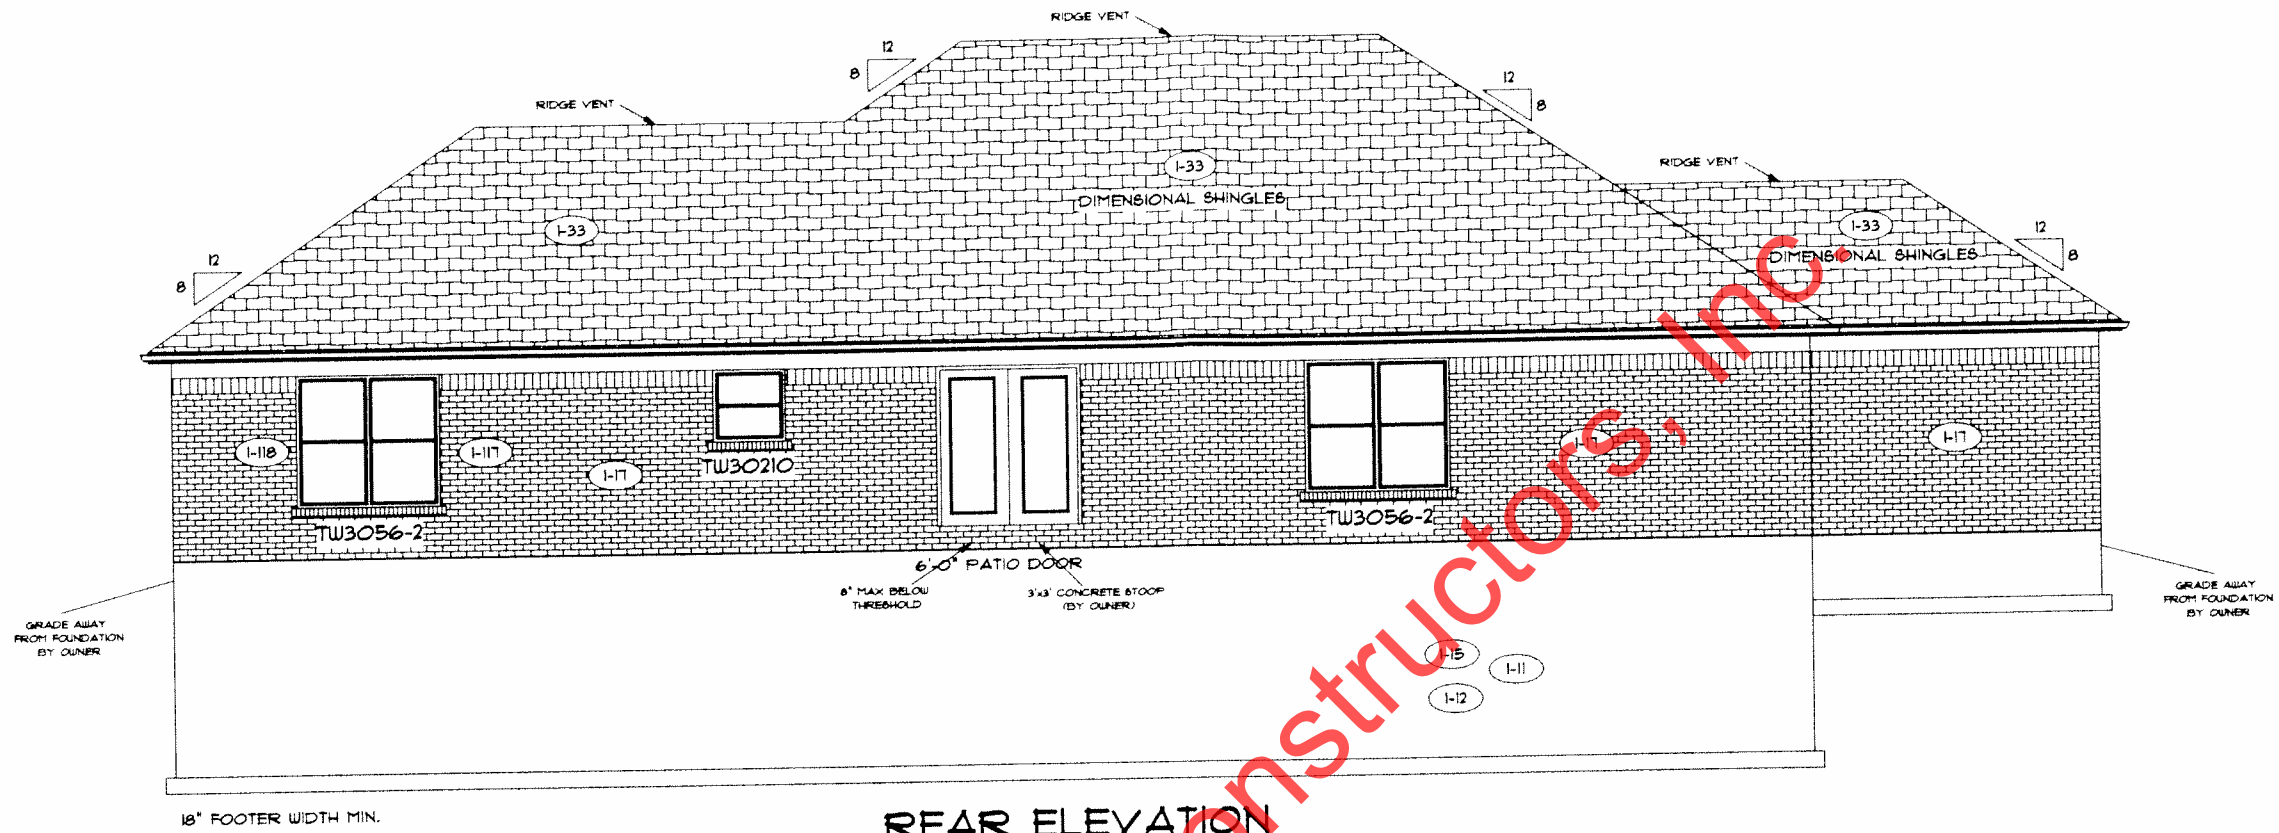 RIDGE VENT
12
8
12
8
RIDGE VENT
RIDGE VENT
1-33
DIMENSIONAL SHINGLES
1-33
1-33
DIMENSIONAL SHINGLES
12
8
12
8
1-118
1-117
1-17
TW30210
1-17
1-17
TW3056-2
TW3056-2
6'-0" PATIO DOOR
8" MAX BELOW
THRESHOLD
3'x3' CONCRETE STOOP
(BY OWNER)
GRADE AWAY
FROM FOUNDATION
BY OWNER
GRADE AWAY
FROM FOUNDATION
BY OWNER
1-15
1-11
1-12
18" FOOTER WIDTH MIN.
REAR ELEVATION
onstructors, Inc.